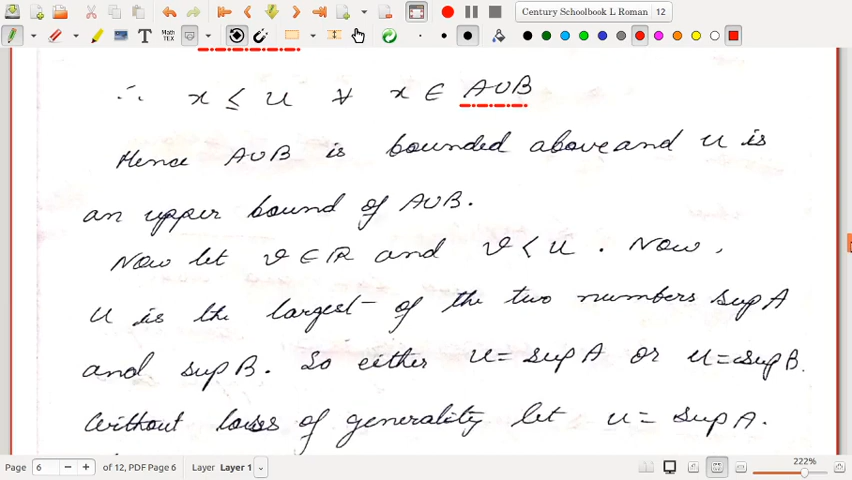 Century Schoolbook L Roman 12
∴ x ≤ u ∀ x ∈ A∪B
Hence A∪B is bounded above and u is
an upper bound of A∪B.
Now let v ∈ ℝ and v < u. Now,
u is the largest of the two numbers sup A
and sup B. So either u = sup A or u = sup B.
Without loss of generality let u = sup A.
Page 6 of 12, PDF Page 6 Layer Layer 1 222%